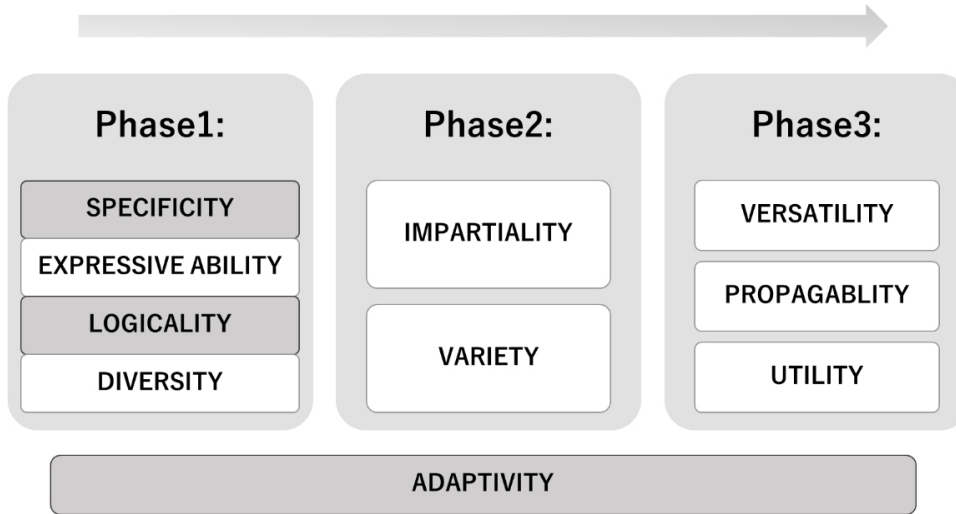 Phase1:
SPECIFICITY
EXPRESSIVE ABILITY
LOGICALITY
DIVERSITY
Phase2:
IMPARTIALITY
VARIETY
Phase3:
VERSATILITY
PROPAGABLITY
UTILITY
ADAPTIVITY